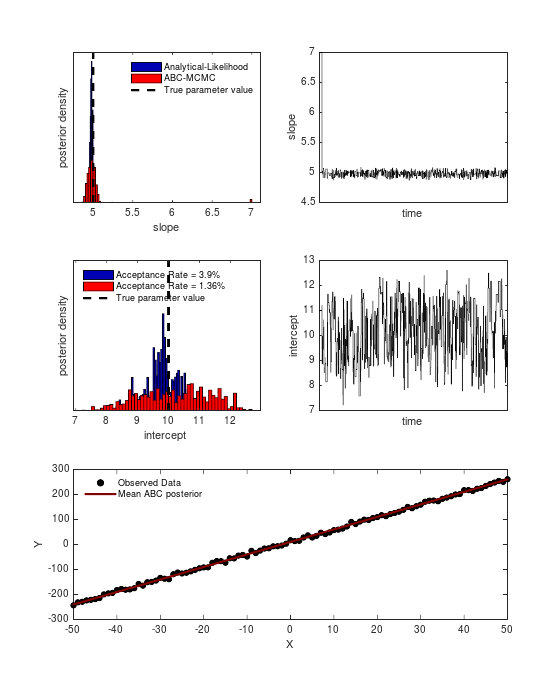 Analytical-Likelihood
ABC-MCMC
True parameter value
posterior density
5
5.5
6
6.5
7
slope
7
6.5
6
5.5
5
4.5
slope
time
Acceptance Rate = 3.9%
Acceptance Rate = 1.36%
True parameter value
posterior density
7
8
9
10
11
12
intercept
13
12
11
10
9
8
7
intercept
time
300
200
100
0
-100
-200
-300
Y
Observed Data
Mean ABC posterior
-50
-40
-30
-20
-10
0
10
20
30
40
50
X